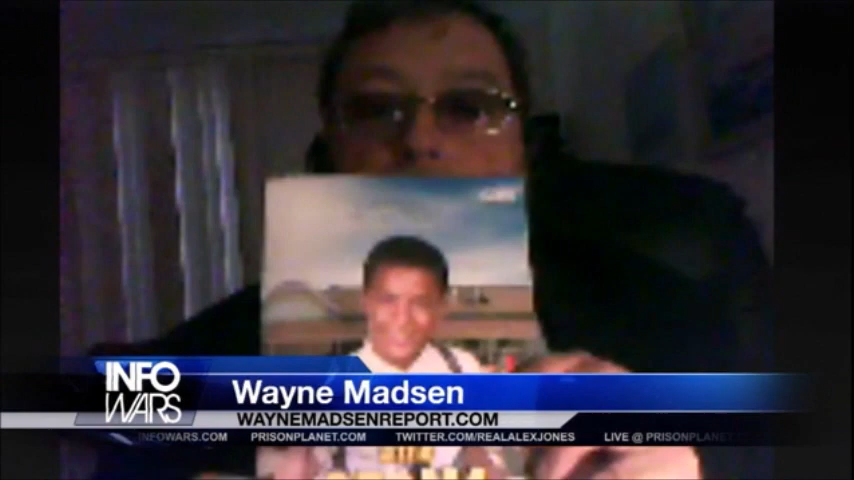 INFO
WARS
Wayne Madsen
WAYNEMADSENREPORT.COM
INFOWARS.COM PRISONPLANET.COM TWITTER.COM/REALALEXJONES LIVE @ PRISONPLANET